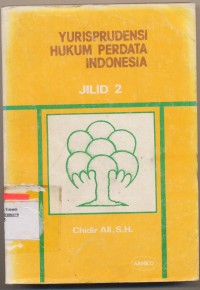 YURISPRUDENSI
HUKUM PERDATA
INDONESIA
JILID 2
Chidir Ali, S.H.